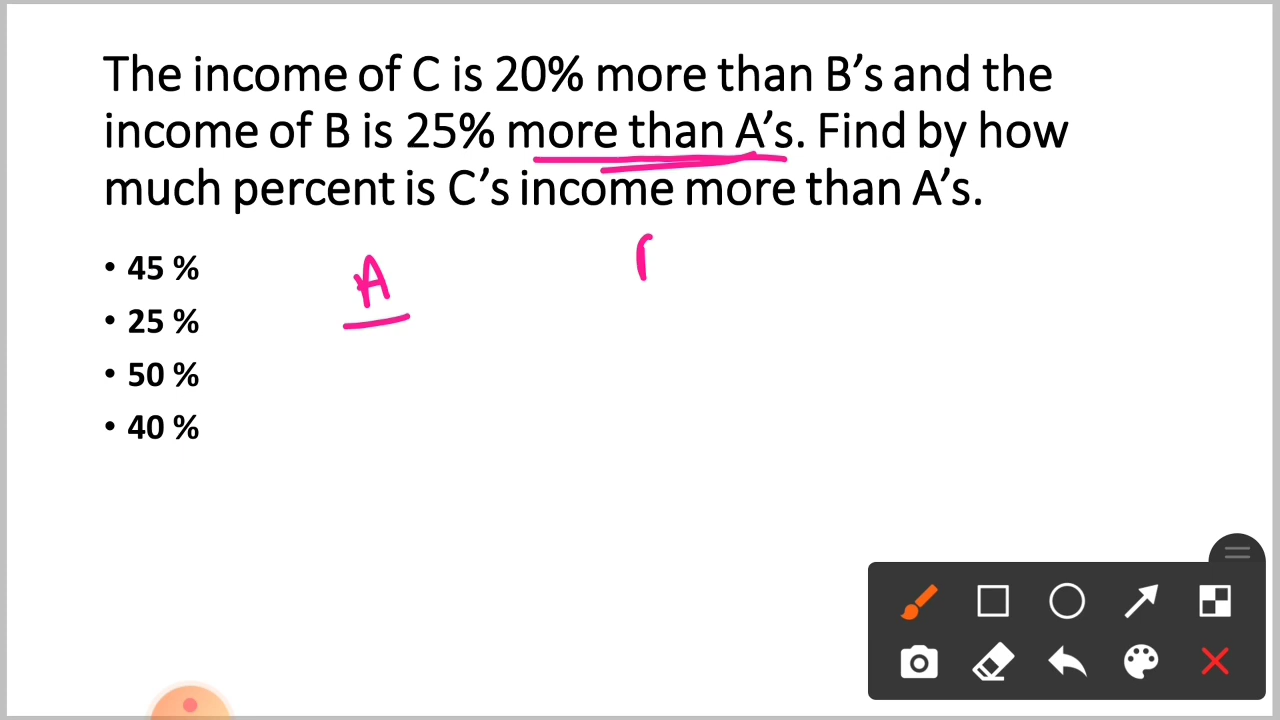 The income of C is 20% more than B’s and the
income of B is 25% more than A’s. Find by how
much percent is C’s income more than A’s.
• 45 %
• 25 %
• 50 %
• 40 %
A